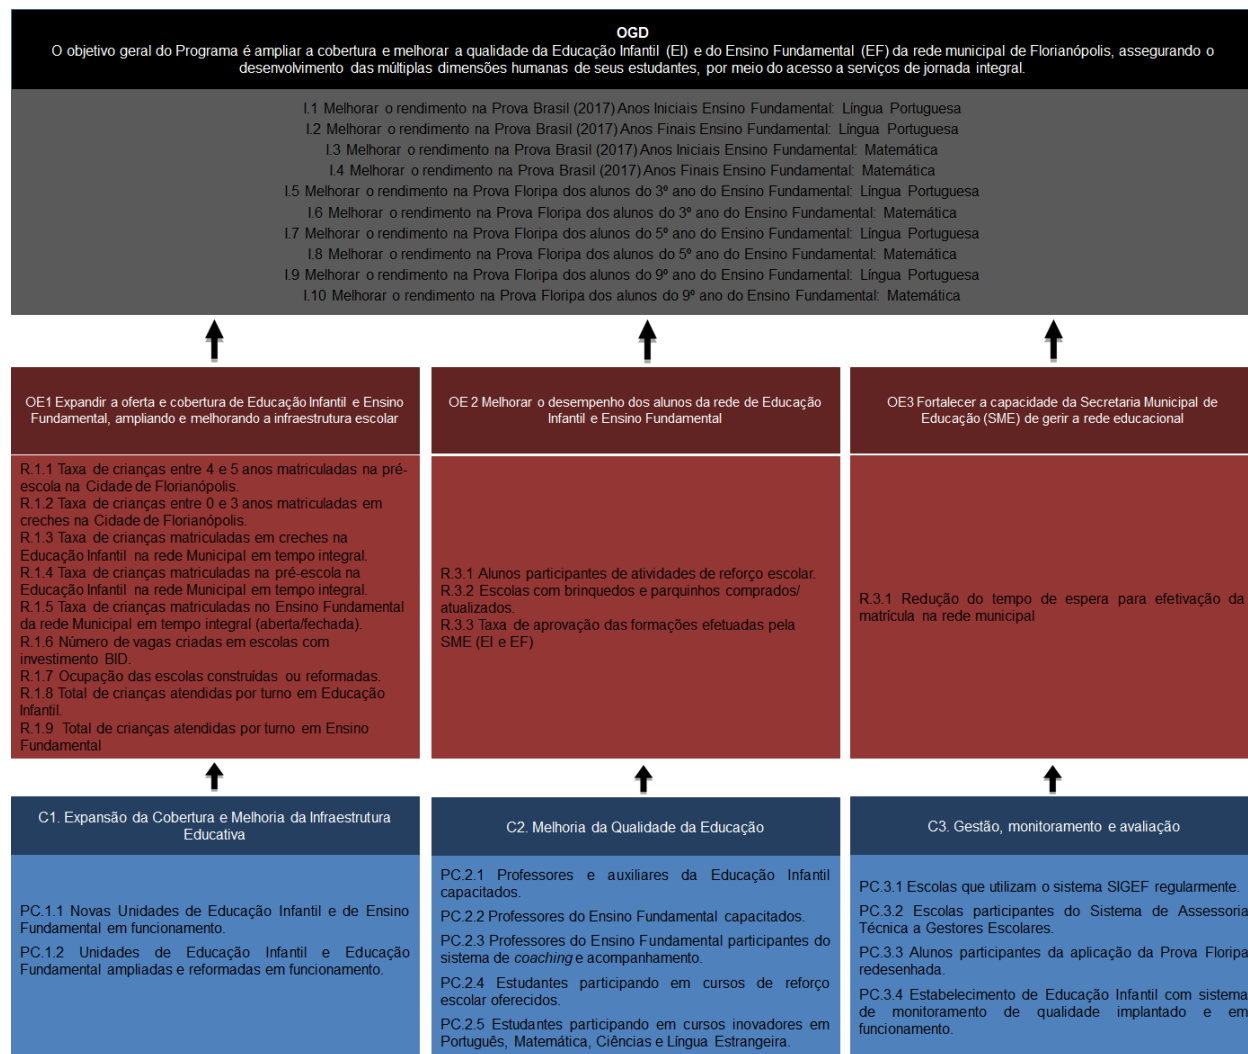 OGD
O objetivo geral do Programa é ampliar a cobertura e melhorar a qualidade da Educação Infantil (EI) e do Ensino Fundamental (EF) da rede municipal de Florianópolis, assegurando o
desenvolvimento das múltiplas dimensões humanas de seus estudantes, por meio do acesso a serviços de jornada integral.
I.1 Melhorar o rendimento na Prova Brasil (2017) Anos Iniciais Ensino Fundamental: Língua Portuguesa
I.2 Melhorar o rendimento na Prova Brasil (2017) Anos Finais Ensino Fundamental: Língua Portuguesa
I.3 Melhorar o rendimento na Prova Brasil (2017) Anos Iniciais Ensino Fundamental: Matemática
I.4 Melhorar o rendimento na Prova Brasil (2017) Anos Finais Ensino Fundamental: Matemática
I.5 Melhorar o rendimento na Prova Floripa dos alunos do 3º ano do Ensino Fundamental: Língua Portuguesa
I.6 Melhorar o rendimento na Prova Floripa dos alunos do 3º ano do Ensino Fundamental: Matemática
I.7 Melhorar o rendimento na Prova Floripa dos alunos do 5º ano do Ensino Fundamental: Língua Portuguesa
I.8 Melhorar o rendimento na Prova Floripa dos alunos do 5º ano do Ensino Fundamental: Matemática
I.9 Melhorar o rendimento na Prova Floripa dos alunos do 9º ano do Ensino Fundamental: Língua Portuguesa
I.10 Melhorar o rendimento na Prova Floripa dos alunos do 9º ano do Ensino Fundamental: Matemática
OE1 Expandir a oferta e cobertura de Educação Infantil e Ensino
Fundamental, ampliando e melhorando a infraestrutura escolar
R.1.1 Taxa de crianças entre 4 e 5 anos matriculadas na pré-
escola na Cidade de Florianópolis.
R.1.2 Taxa de crianças entre 0 e 3 anos matriculadas em
creches na Cidade de Florianópolis.
R.1.3 Taxa de crianças matriculadas em creches na
Educação Infantil na rede Municipal em tempo integral.
R.1.4 Taxa de crianças matriculadas na pré-escola na
Educação Infantil na rede Municipal em tempo integral.
R.1.5 Taxa de crianças matriculadas no Ensino Fundamental
da rede Municipal em tempo integral (aberta/fechada).
R.1.6 Número de vagas criadas em escolas com
investimento BID.
R.1.7 Ocupação das escolas construídas ou reformadas.
R.1.8 Total de crianças atendidas por turno em Educação
Infantil.
R.1.9 Total de crianças atendidas por turno em Ensino
Fundamental
OE 2 Melhorar o desempenho dos alunos da rede de Educação
Infantil e Ensino Fundamental
R.3.1 Alunos participantes de atividades de reforço escolar.
R.3.2 Escolas com brinquedos e parquinhos comprados/
atualizados.
R.3.3 Taxa de aprovação das formações efetuadas pela
SME (EI e EF)
OE3 Fortalecer a capacidade da Secretaria Municipal de
Educação (SME) de gerir a rede educacional
R.3.1 Redução do tempo de espera para efetivação da
matrícula na rede municipal
C1. Expansão da Cobertura e Melhoria da Infraestrutura
Educativa
PC.1.1 Novas Unidades de Educação Infantil e de Ensino
Fundamental em funcionamento.
PC.1.2 Unidades de Educação Infantil e Educação
Fundamental ampliadas e reformadas em funcionamento.
C2. Melhoria da Qualidade da Educação
PC.2.1 Professores e auxiliares da Educação Infantil
capacitados.
PC.2.2 Professores do Ensino Fundamental capacitados.
PC.2.3 Professores do Ensino Fundamental participantes do
sistema de coaching e acompanhamento.
PC.2.4 Estudantes participando em cursos de reforço
escolar oferecidos.
PC.2.5 Estudantes participando em cursos inovadores em
Português, Matemática, Ciências e Língua Estrangeira.
C3. Gestão, monitoramento e avaliação
PC.3.1 Escolas que utilizam o sistema SIGEF regularmente.
PC.3.2 Escolas participantes do Sistema de Assessoria
Técnica a Gestores Escolares.
PC.3.3 Alunos participantes da aplicação da Prova Floripa
redesenhada.
PC.3.4 Estabelecimento de Educação Infantil com sistema
de monitoramento de qualidade implantado e em
funcionamento.